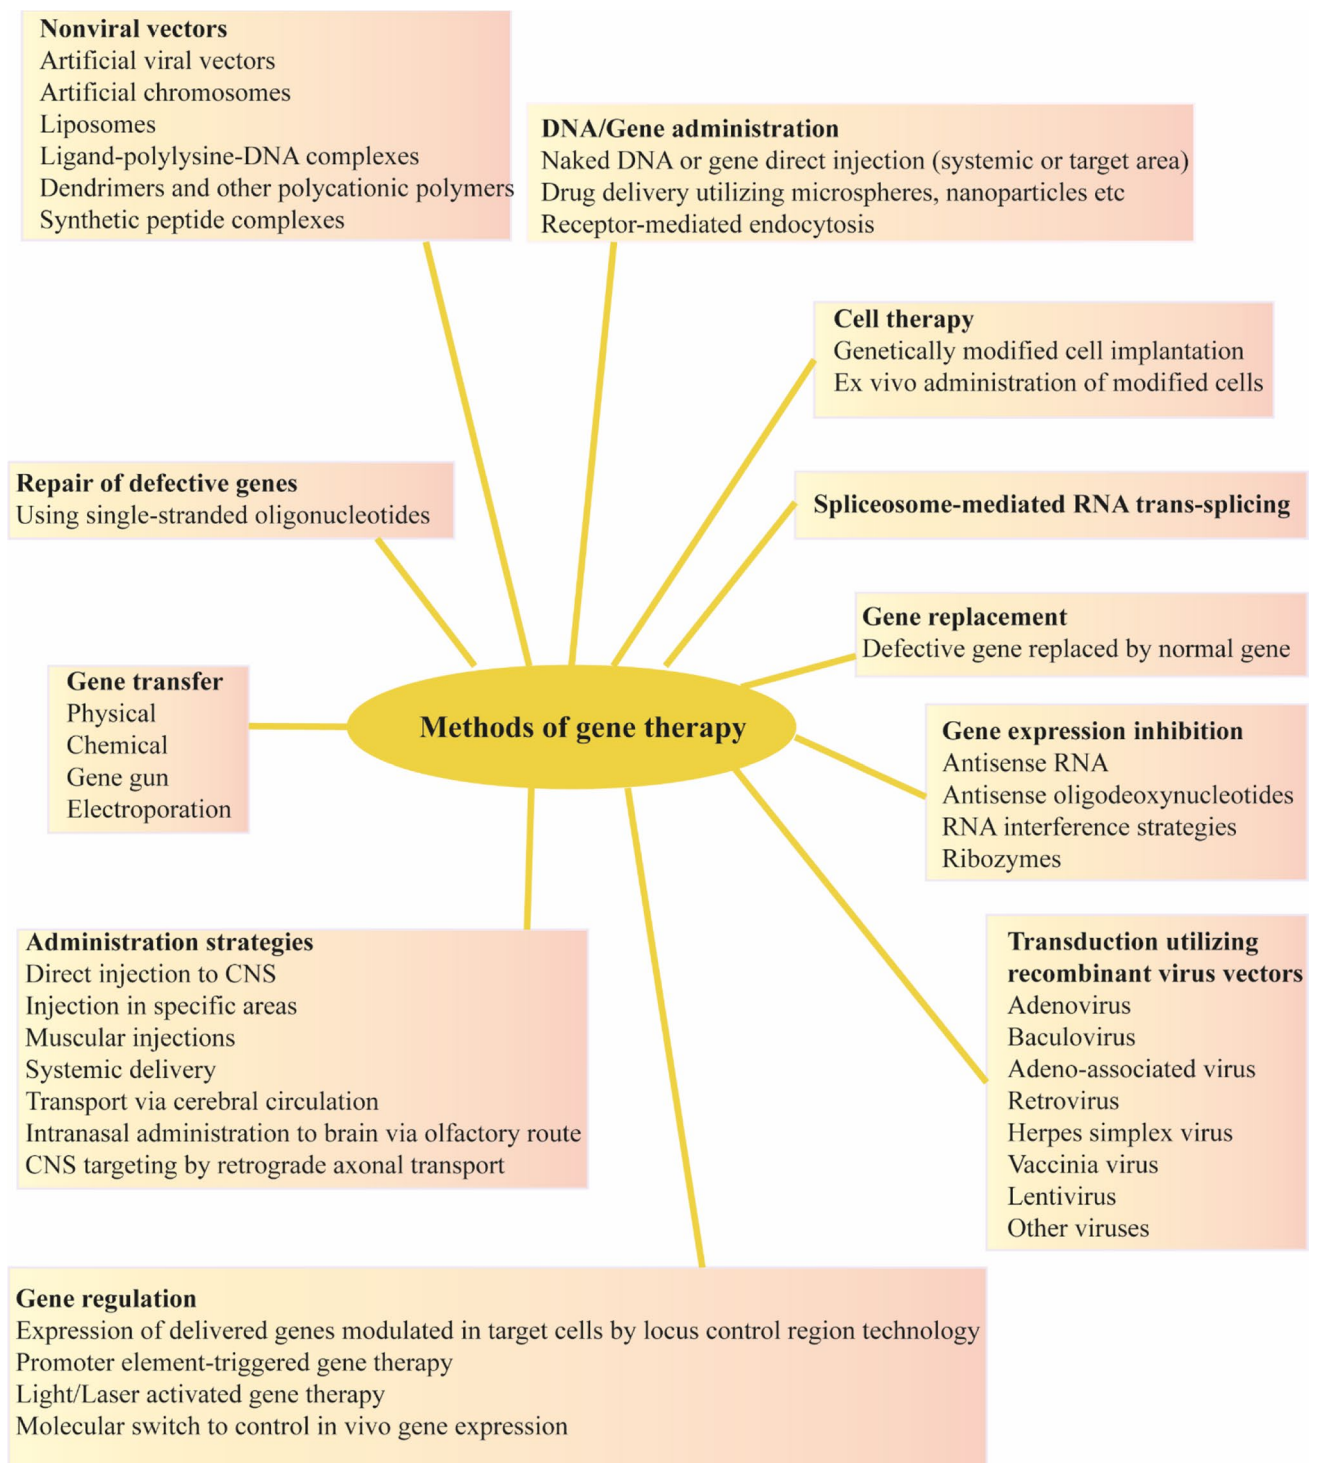 Nonviral vectors
Artificial viral vectors
Artificial chromosomes
Liposomes
Ligand-polylysine-DNA complexes
Dendrimers and other polycationic polymers
Synthetic peptide complexes
DNA/Gene administration
Naked DNA or gene direct injection (systemic or target area)
Drug delivery utilizing microspheres, nanoparticles etc
Receptor-mediated endocytosis
Cell therapy
Genetically modified cell implantation
Ex vivo administration of modified cells
Repair of defective genes
Using single-stranded oligonucleotides
Spliceosome-mediated RNA trans-splicing
Gene replacement
Defective gene replaced by normal gene
Gene transfer
Physical
Chemical
Gene gun
Electroporation
Methods of gene therapy
Gene expression inhibition
Antisense RNA
Antisense oligodeoxynucleotides
RNA interference strategies
Ribozymes
Administration strategies
Direct injection to CNS
Injection in specific areas
Muscular injections
Systemic delivery
Transport via cerebral circulation
Intranasal administration to brain via olfactory route
CNS targeting by retrograde axonal transport
Transduction utilizing
recombinant virus vectors
Adenovirus
Baculovirus
Adeno-associated virus
Retrovirus
Herpes simplex virus
Vaccinia virus
Lentivirus
Other viruses
Gene regulation
Expression of delivered genes modulated in target cells by locus control region technology
Promoter element-triggered gene therapy
Light/Laser activated gene therapy
Molecular switch to control in vivo gene expression